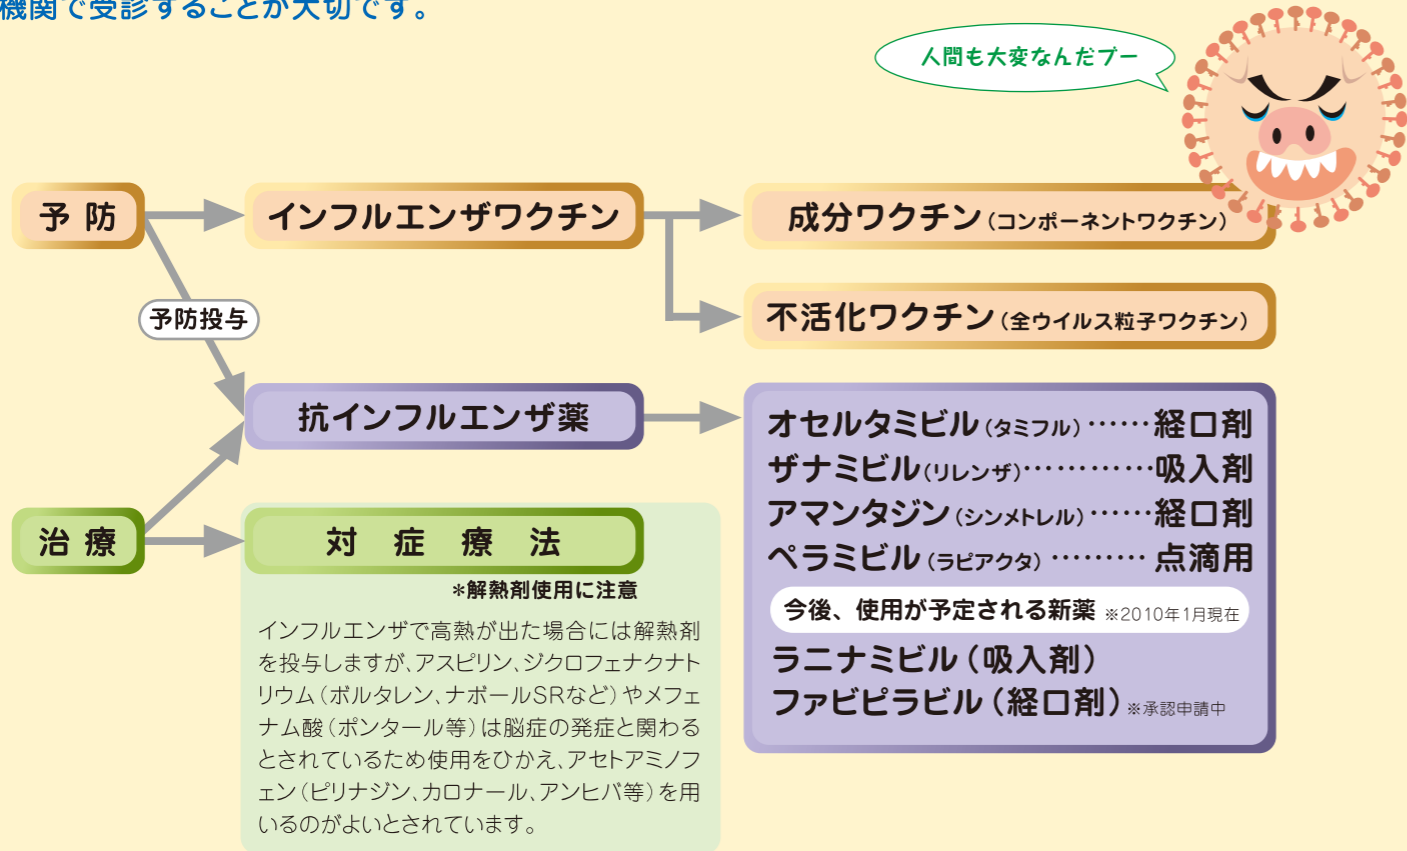 機関で受診することが大切です。
人間も大変なんだブー
予防
インフルエンザワクチン
成分ワクチン(コンポーネントワクチン)
不活化ワクチン(全ウイルス粒子ワクチン)
予防投与
抗インフルエンザ薬
オセルタミビル(タミフル)……経口剤
ザナミビル(リレンザ)…………吸入剤
アマンタジン(シンメトレル)……経口剤
ペラミビル(ラピアクタ)………点滴用
今後、使用が予定される新薬 ※2010年1月現在
ラニナミビル(吸入剤)
ファビピラビル(経口剤)※承認申請中
治療
対症療法
*解熱剤使用に注意
インフルエンザで高熱が出た場合には解熱剤
を投与しますが、アスピリン、ジクロフェナクナト
リウム(ボルタレン、ナボールSRなど)やメフェ
ナム酸(ポンタール等)は脳症の発症と関わる
とされているため使用をひかえ、アセトアミノフ
ェン(ピリナジン、カロナール、アンヒバ等)を用
いるのがよいとされています。